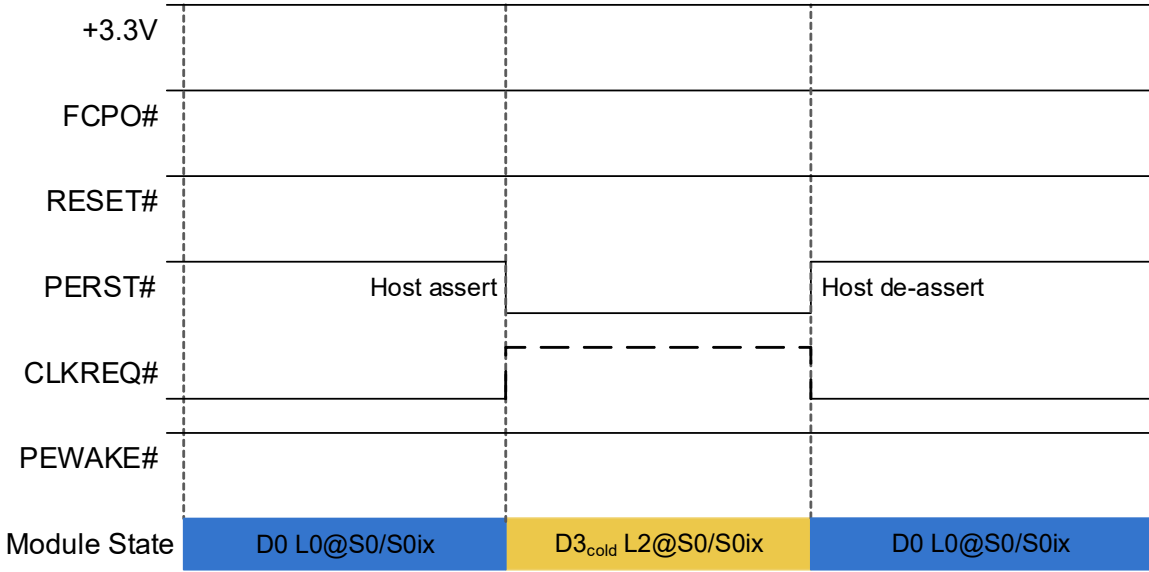 +3.3V
FCPO#
RESET#
PERST# Host assert Host de-assert
CLKREQ#
PEWAKE#
Module State D0 L0@S0/S0ix D3cold L2@S0/S0ix D0 L0@S0/S0ix